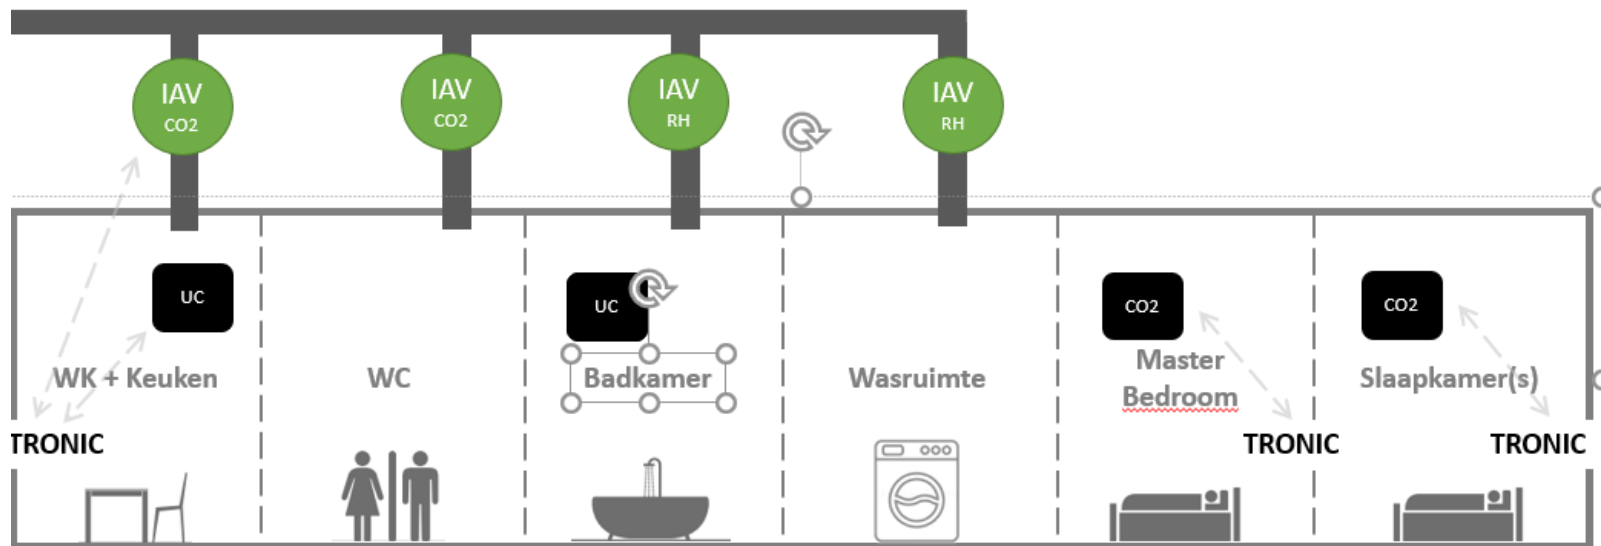 IAV
CO2
IAV
CO2
IAV
RH
IAV
RH
UC
UC
CO2
CO2
WK + Keuken
WC
Badkamer
Wasruimte
Master
Bedroom
Slaapkamer(s)
TRONIC
TRONIC
TRONIC